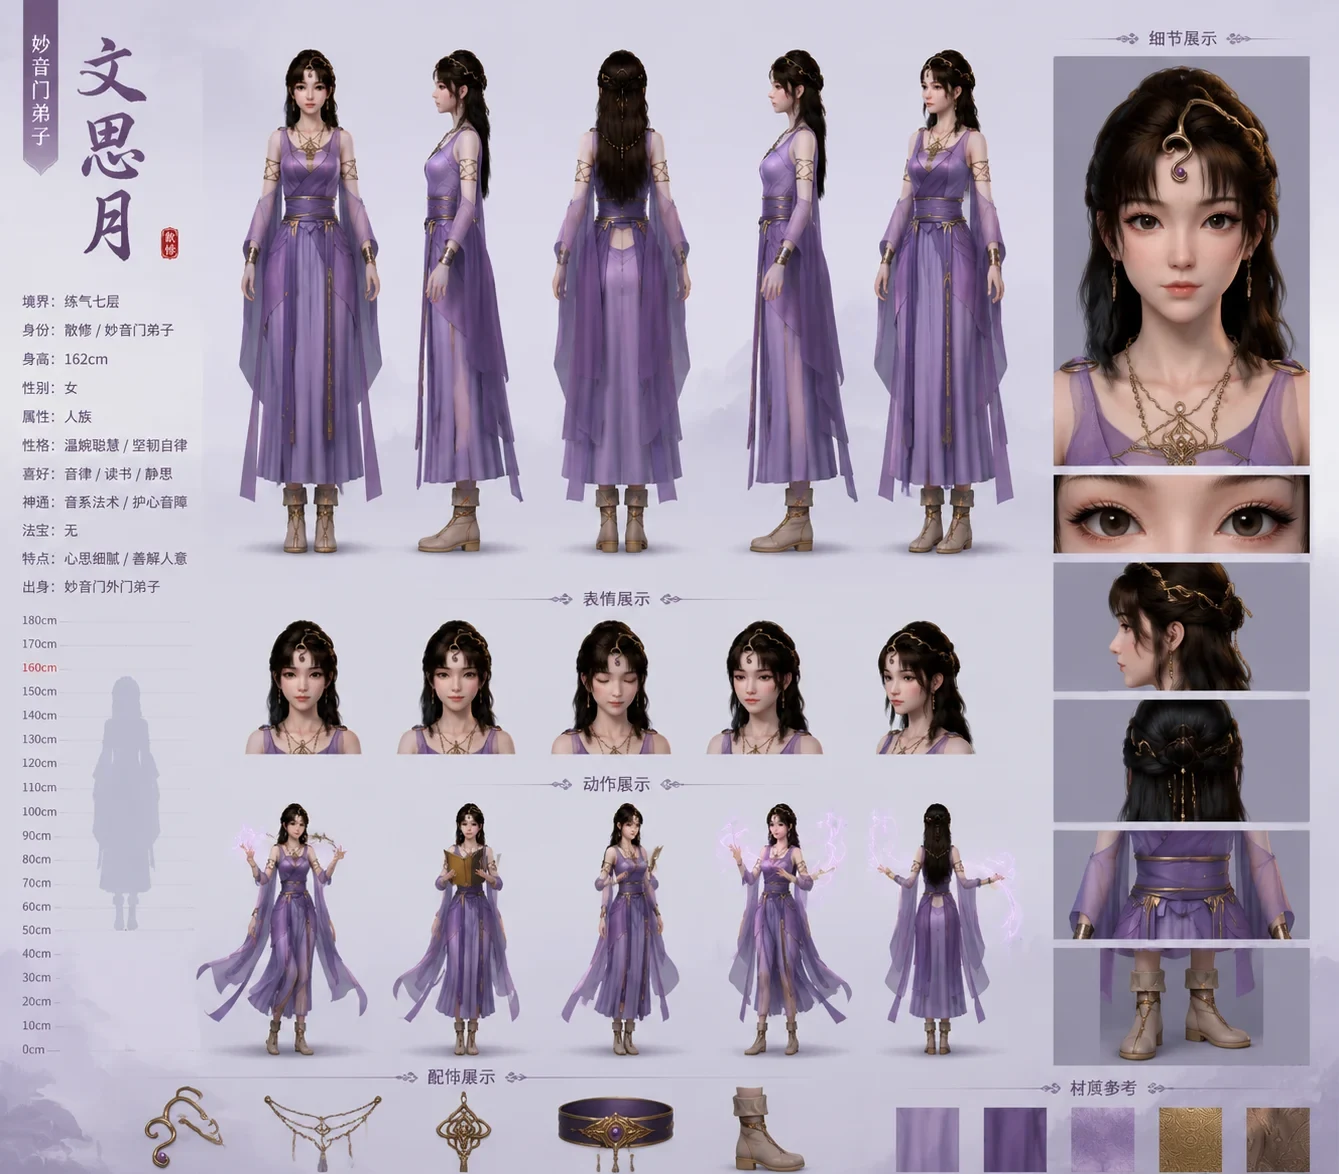 妙音门弟子
文思月
散修
境界：练气七层
身份：散修 / 妙音门弟子
身高：162cm
性别：女
属性：人族
性格：温婉聪慧 / 坚韧自律
喜好：音律 / 读书 / 静思
神通：音系法术 / 护心音障
法宝：无
特点：心思细腻 / 善解人意
出身：妙音门外门弟子
180cm
170cm
160cm
150cm
140cm
130cm
120cm
110cm
100cm
90cm
80cm
70cm
60cm
50cm
40cm
30cm
20cm
10cm
0cm
表情展示
动作展示
配饰展示
细节展示
材质参考